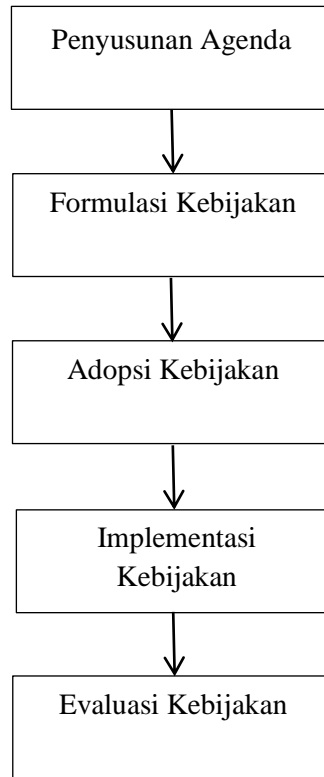 Penyusunan Agenda
Formulasi Kebijakan
Adopsi Kebijakan
Implementasi
Kebijakan
Evaluasi Kebijakan